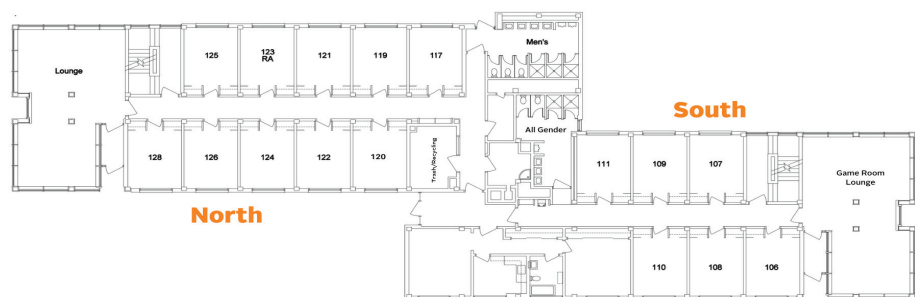 Men's
125
123
RA
121
119
117
Lounge
South
All Gender
128
126
124
122
120
Trash/Recycling
111
109
107
Game Room
Lounge
North
110
108
106